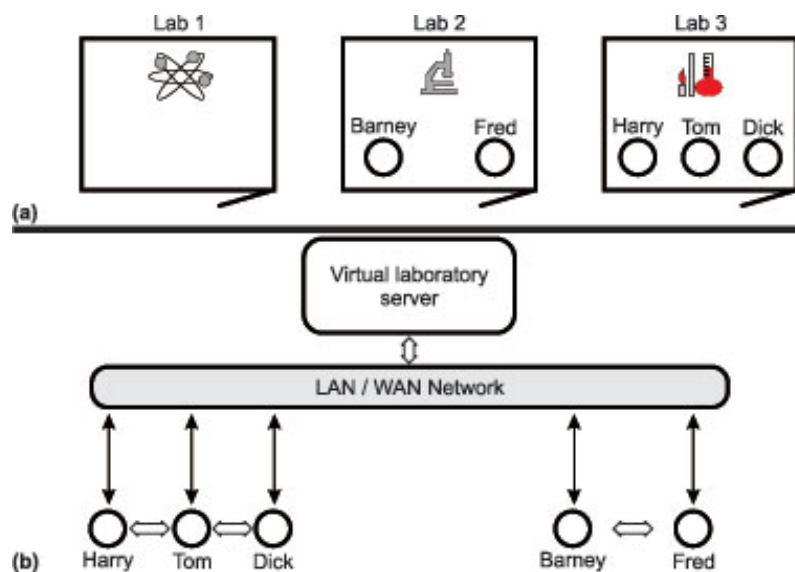 Lab 1 Lab 2 Lab 3
Barney Fred Harry Tom Dick
(a)
Virtual laboratory
server
LAN / WAN Network
Harry Tom Dick Barney Fred
(b)